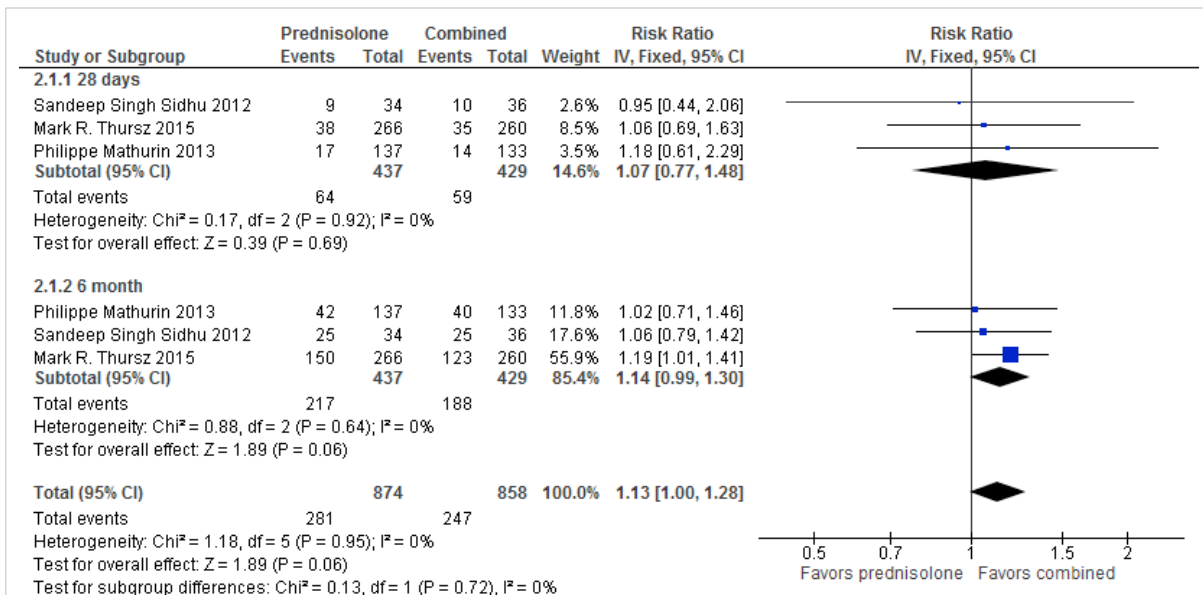 Prednisolone Combined Risk Ratio Risk Ratio
Study or Subgroup Events Total Events Total Weight IV, Fixed, 95% CI IV, Fixed, 95% CI
2.1.1 28 days
Sandeep Singh Sidhu 2012 9 34 10 36 2.6% 0.95 [0.44, 2.06]
Mark R. Thursz 2015 38 266 35 260 8.5% 1.06 [0.69, 1.63]
Philippe Mathurin 2013 17 137 14 133 3.5% 1.18 [0.61, 2.29]
Subtotal (95% CI) 437 429 14.6% 1.07 [0.77, 1.48]
Total events 64 59
Heterogeneity: Chi² = 0.17, df = 2 (P = 0.92); I² = 0%
Test for overall effect: Z = 0.39 (P = 0.69)
2.1.2 6 month
Philippe Mathurin 2013 42 137 40 133 11.8% 1.02 [0.71, 1.46]
Sandeep Singh Sidhu 2012 25 34 25 36 17.6% 1.06 [0.79, 1.42]
Mark R. Thursz 2015 150 266 123 260 55.9% 1.19 [1.01, 1.41]
Subtotal (95% CI) 437 429 85.4% 1.14 [0.99, 1.30]
Total events 217 188
Heterogeneity: Chi² = 0.88, df = 2 (P = 0.64); I² = 0%
Test for overall effect: Z = 1.89 (P = 0.06)
Total (95% CI) 874 858 100.0% 1.13 [1.00, 1.28]
Total events 281 247
Heterogeneity: Chi² = 1.18, df = 5 (P = 0.95); I² = 0%
Test for overall effect: Z = 1.89 (P = 0.06)
Test for subgroup differences: Chi² = 0.13, df = 1 (P = 0.72), I² = 0%
0.5 0.7 1 1.5 2
Favors prednisolone Favors combined